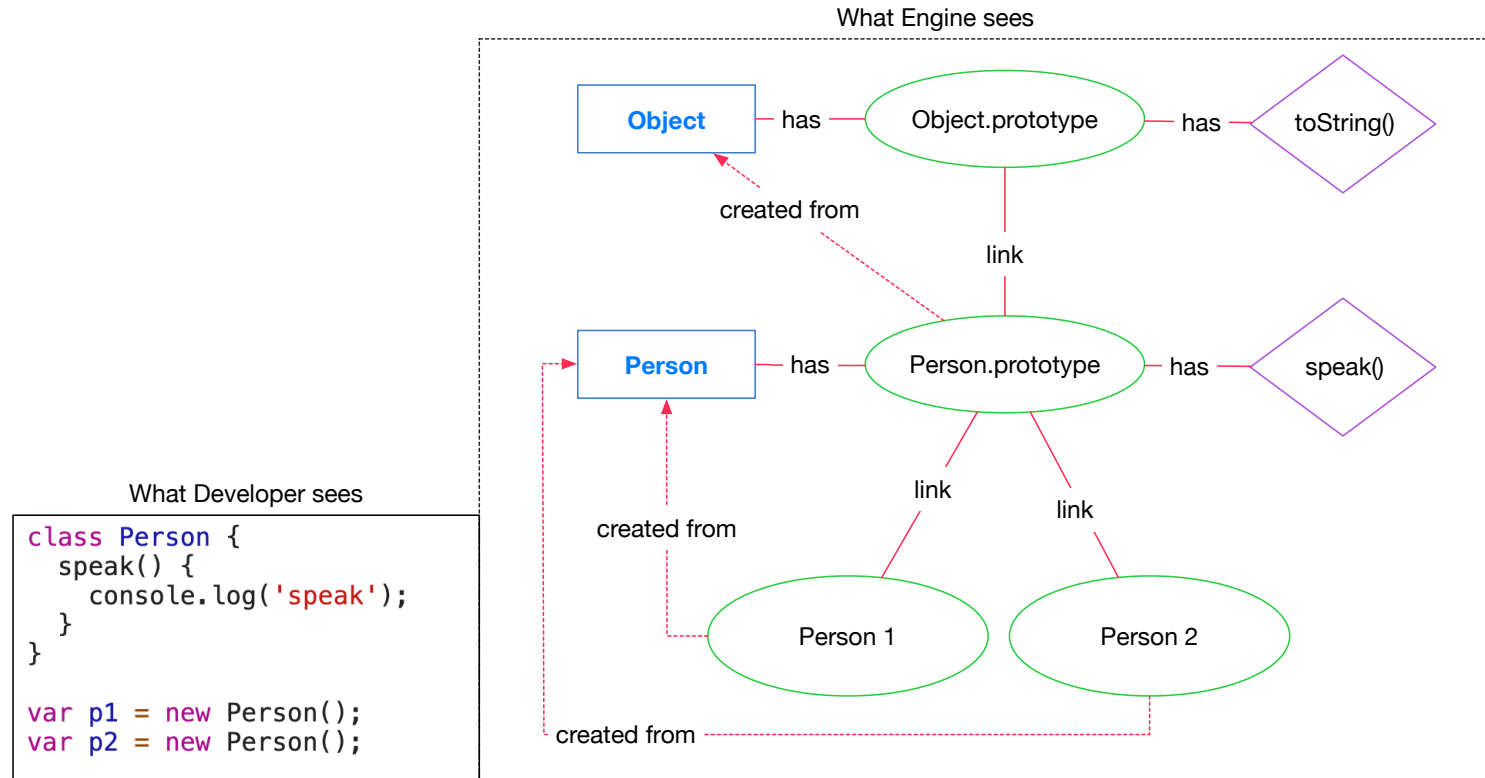 What Engine sees
Object
has
Object.prototype
has
toString()
created from
link
Person
has
Person.prototype
has
speak()
link
link
created from
Person 1
Person 2
created from
What Developer sees
class Person {
  speak() {
    console.log('speak');
  }
}
var p1 = new Person();
var p2 = new Person();